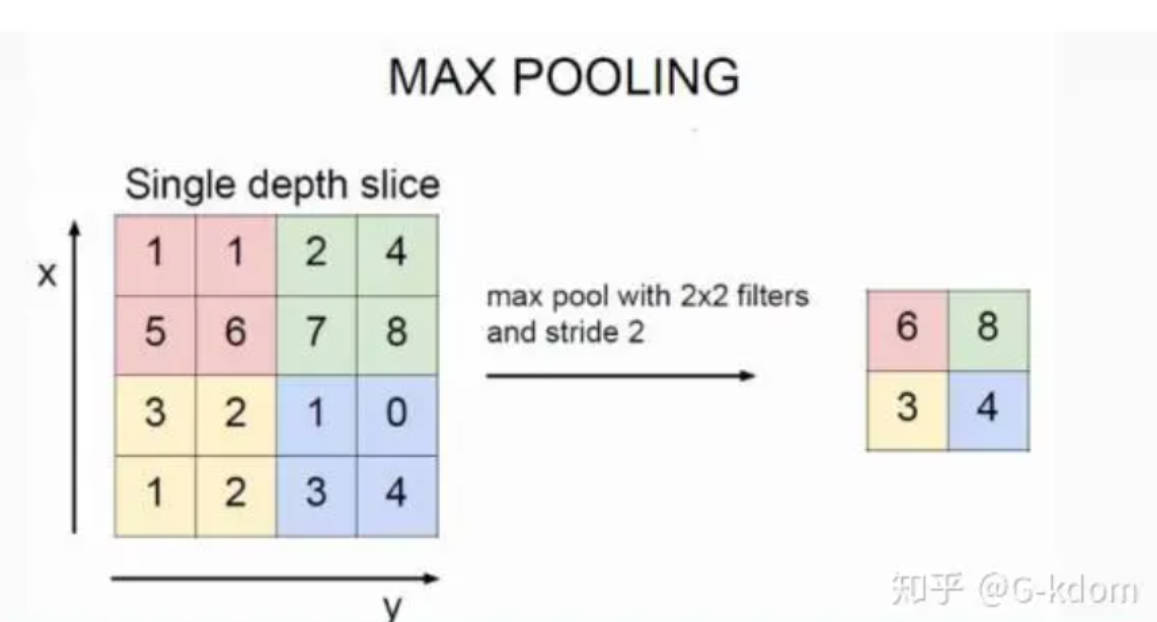 MAX POOLING
Single depth slice
x
1 1 2 4
5 6 7 8
3 2 1 0
1 2 3 4
y
max pool with 2x2 filters
and stride 2
6 8
3 4
知乎 @G-kdom